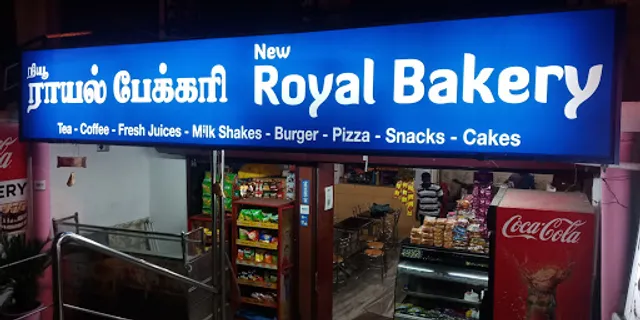 நியூ
ராயல் பேக்கரி
New
Royal Bakery
Tea - Coffee - Fresh Juices - Milk Shakes - Burger - Pizza - Snacks - Cakes
Coca-Cola